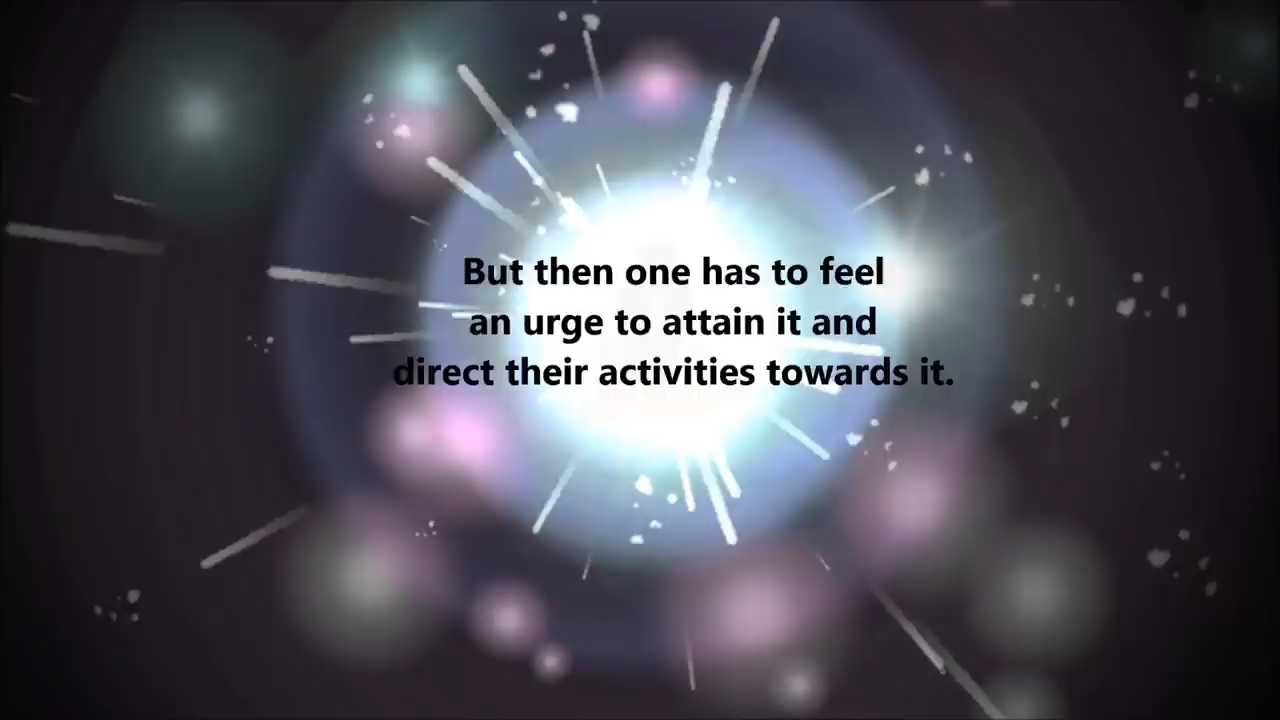 But then one has to feel
an urge to attain it and
direct their activities towards it.